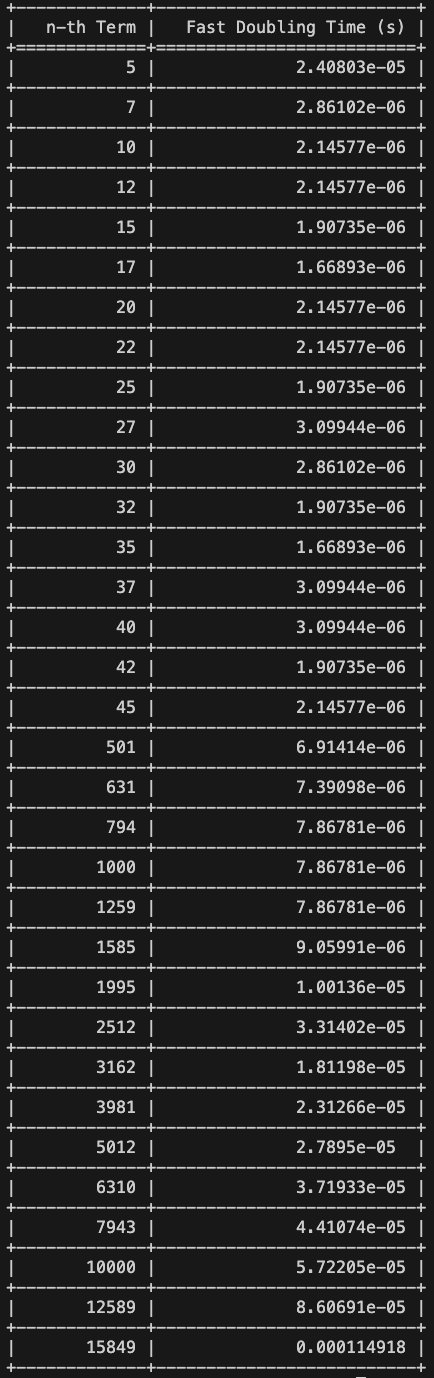 n-th Term | Fast Doubling Time (s)
5 | 2.40803e-05
7 | 2.86102e-06
10 | 2.14577e-06
12 | 2.14577e-06
15 | 1.90735e-06
17 | 1.66893e-06
20 | 2.14577e-06
22 | 2.14577e-06
25 | 1.90735e-06
27 | 3.09944e-06
30 | 2.86102e-06
32 | 1.90735e-06
35 | 1.66893e-06
37 | 3.09944e-06
40 | 3.09944e-06
42 | 1.90735e-06
45 | 2.14577e-06
501 | 6.91414e-06
631 | 7.39098e-06
794 | 7.86781e-06
1000 | 7.86781e-06
1259 | 7.86781e-06
1585 | 9.05991e-06
1995 | 1.00136e-05
2512 | 3.31402e-05
3162 | 1.81198e-05
3981 | 2.31266e-05
5012 | 2.7895e-05
6310 | 3.71933e-05
7943 | 4.41074e-05
10000 | 5.72205e-05
12589 | 8.60691e-05
15849 | 0.000114918